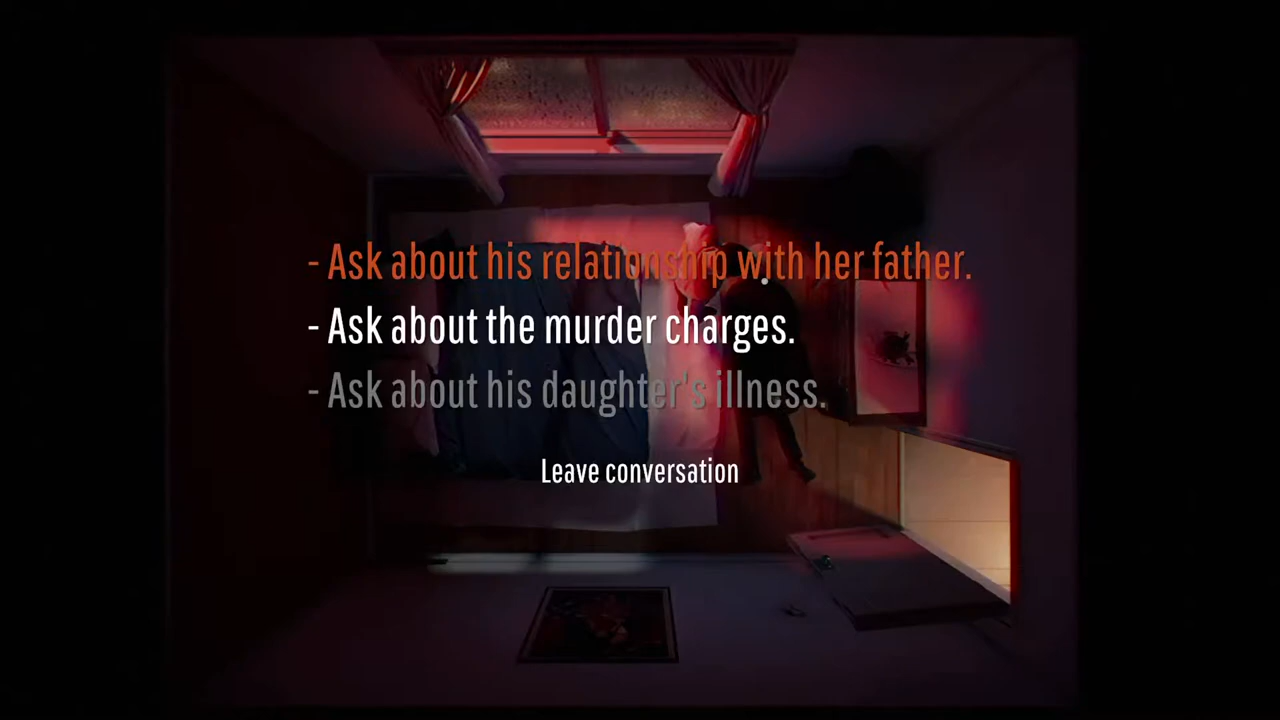 - Ask about his relationship with her father.
- Ask about the murder charges.
- Ask about his daughter's illness.
Leave conversation